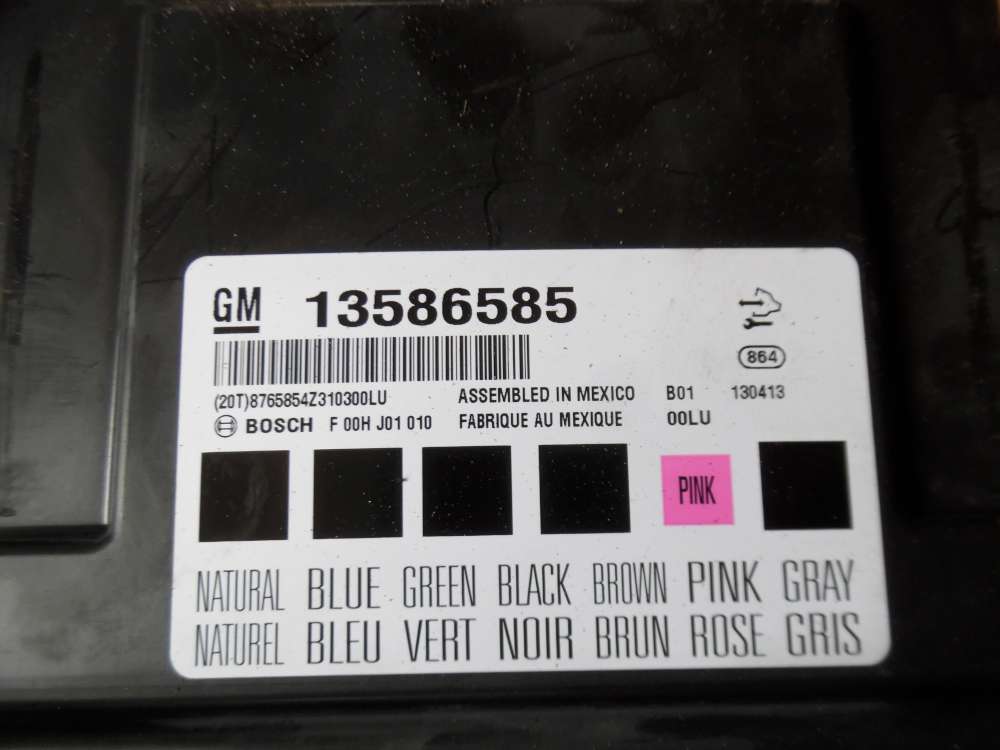 GM 13586585
864
(20T)8765854Z310300LU ASSEMBLED IN MEXICO B01 130413
BOSCH F 00H J01 010 FABRIQUE AU MEXIQUE 00LU
PINK
NATURAL BLUE GREEN BLACK BROWN PINK GRAY
NATUREL BLEU VERT NOIR BRUN ROSE GRIS